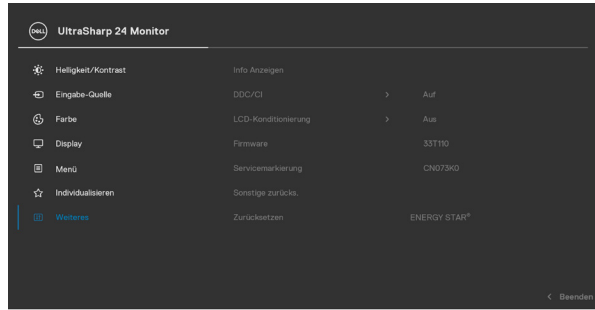 DELL UltraSharp 24 Monitor
Helligkeit/Kontrast Info Anzeigen
Eingabe-Quelle DDC/CI > Auf
Farbe LCD-Konditionierung > Aus
Display Firmware 33T110
Menü Servicemarkierung CN073K0
Individualisieren Sonstige zurücks.
Weiteres Zurücksetzen ENERGY STAR®
< Beenden